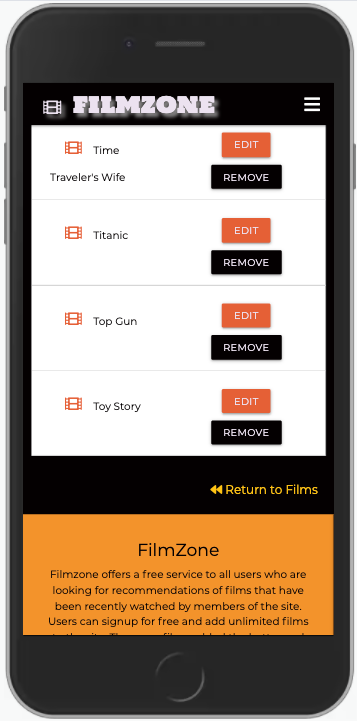 FILMZONE
Time
Traveler's Wife
EDIT
REMOVE
Titanic
EDIT
REMOVE
Top Gun
EDIT
REMOVE
Toy Story
EDIT
REMOVE
Return to Films
FilmZone
Filmzone offers a free service to all users who are
looking for recommendations of films that have
been recently watched by members of the site.
Users can signup for free and add unlimited films